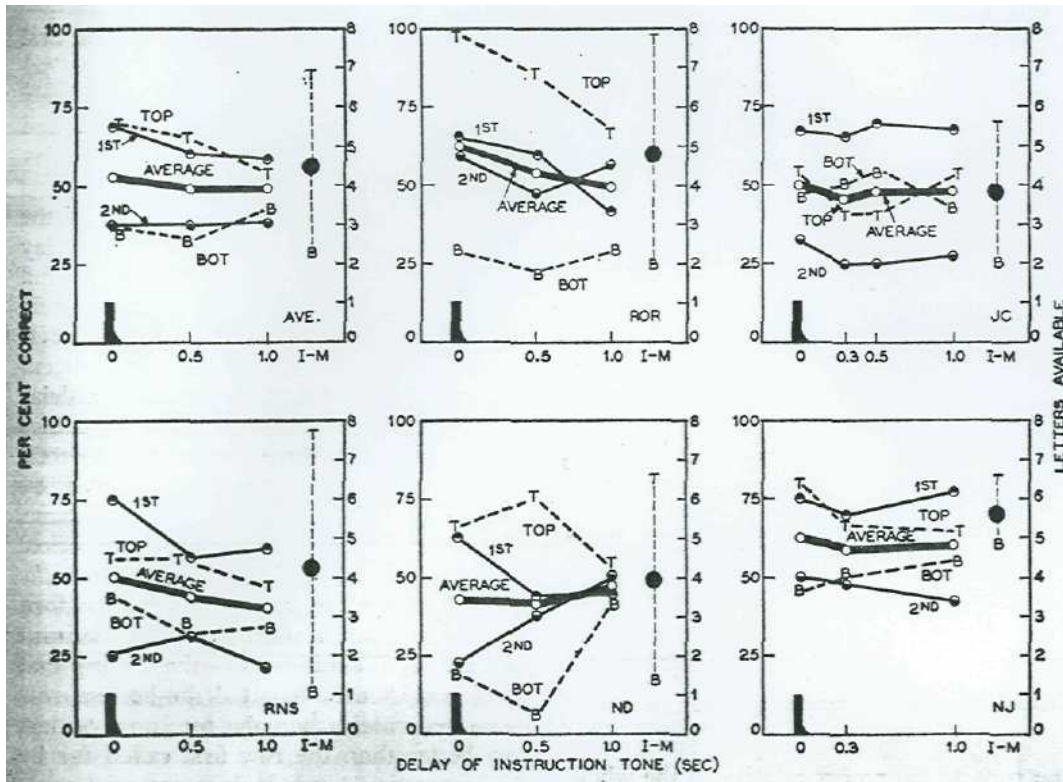 PER CENT CORRECT
LETTERS AVAILABLE
100
75
50
25
0
TOP
1ST
AVERAGE
2ND
BOT
T T T T
B B B B
AVE.
8
7
6
5
4
3
2
1
0
0 0.5 1.0 I-M
100
75
50
25
0
TOP
1ST
2ND
AVERAGE
BOT
T T T T
B B B B
ROR
8
7
6
5
4
3
2
1
0
0 0.5 1.0 I-M
100
75
50
25
0
1ST
BOT
TOP
AVERAGE
2ND
T T T T T
B B B B B
JC
8
7
6
5
4
3
2
1
0
0 0.3 0.5 1.0 I-M
100
75
50
25
0
1ST
TOP
AVERAGE
BOT
2ND
T T T T
B B B B
RNS
8
7
6
5
4
3
2
1
0
0 0.5 1.0 I-M
100
75
50
25
0
TOP
1ST
AVERAGE
2ND
BOT
T T T T
B B B B
ND
8
7
6
5
4
3
2
1
0
0 0.5 1.0 I-M
100
75
50
25
0
1ST
TOP
AVERAGE
BOT
2ND
T T T T
B B B B
NJ
8
7
6
5
4
3
2
1
0
0 0.3 1.0 I-M
DELAY OF INSTRUCTION TONE (SEC)